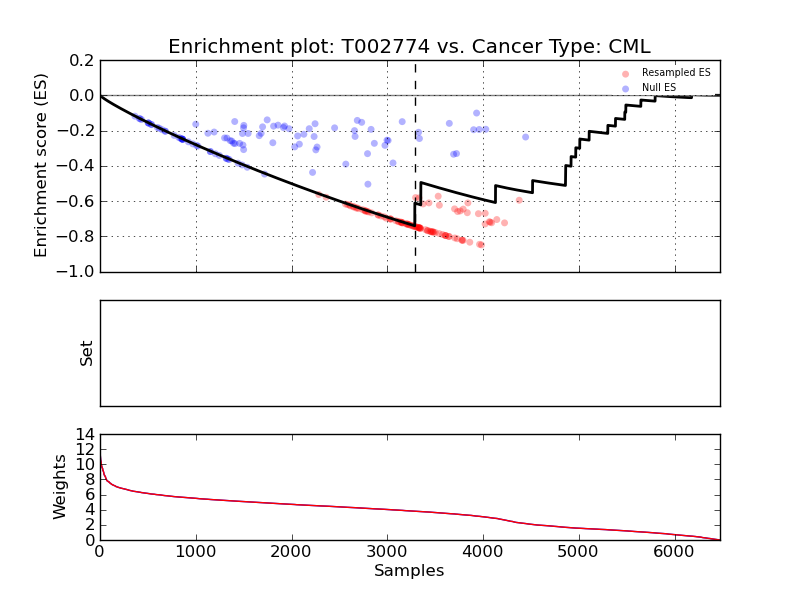 Enrichment plot: T002774 vs. Cancer Type: CML
Enrichment score (ES)
0.2
0.0
−0.2
−0.4
−0.6
−0.8
−1.0
Resampled ES
Null ES
Set
Weights
14
12
10
8
6
4
2
0
0 1000 2000 3000 4000 5000 6000
Samples